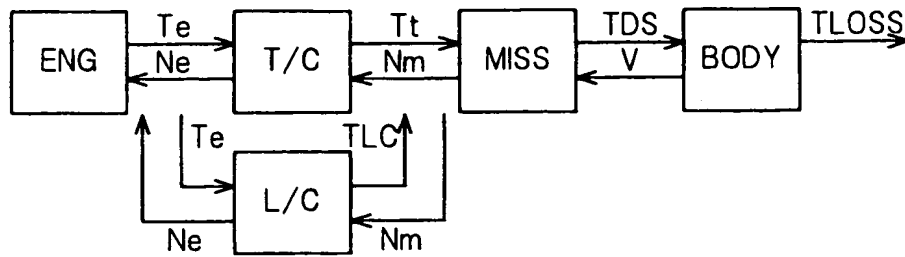 Te Tt TDS TLOSS
ENG T/C MISS BODY
Ne Nm V
Te TLC
L/C
Ne Nm